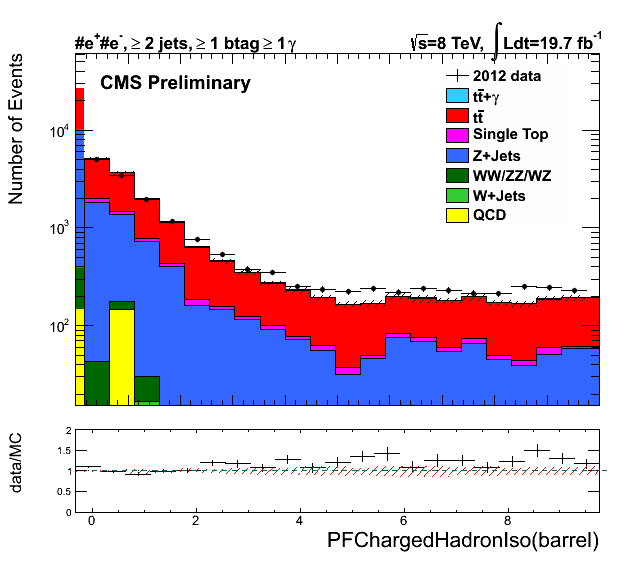 #e⁺#e⁻, ≥ 2 jets, ≥ 1 btag ≥ 1 γ
√s=8 TeV, ∫ Ldt=19.7 fb⁻¹
CMS Preliminary
2012 data
tt̄+γ
tt̄
Single Top
Z+Jets
WW/ZZ/WZ
W+Jets
QCD
Number of Events
10⁴
10³
10²
data/MC
2
1.5
1
0.5
0
0 2 4 6 8
PFChargedHadronIso(barrel)